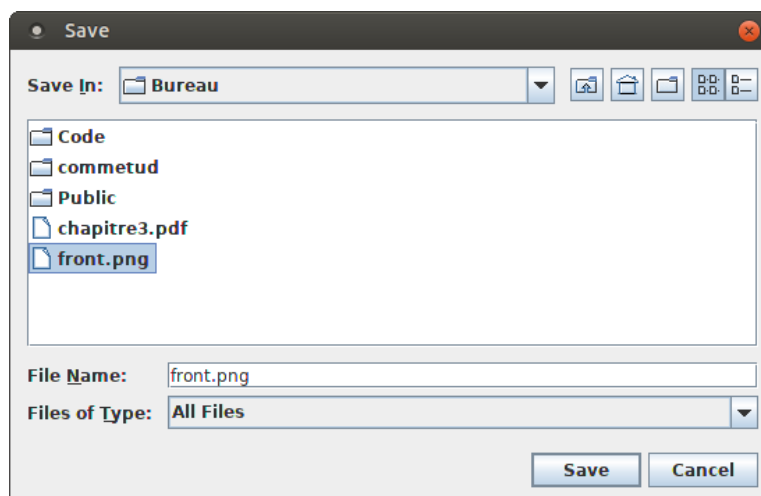 Save
Save In: Bureau
Code
commetud
Public
chapitre3.pdf
front.png
File Name: front.png
Files of Type: All Files
Save Cancel